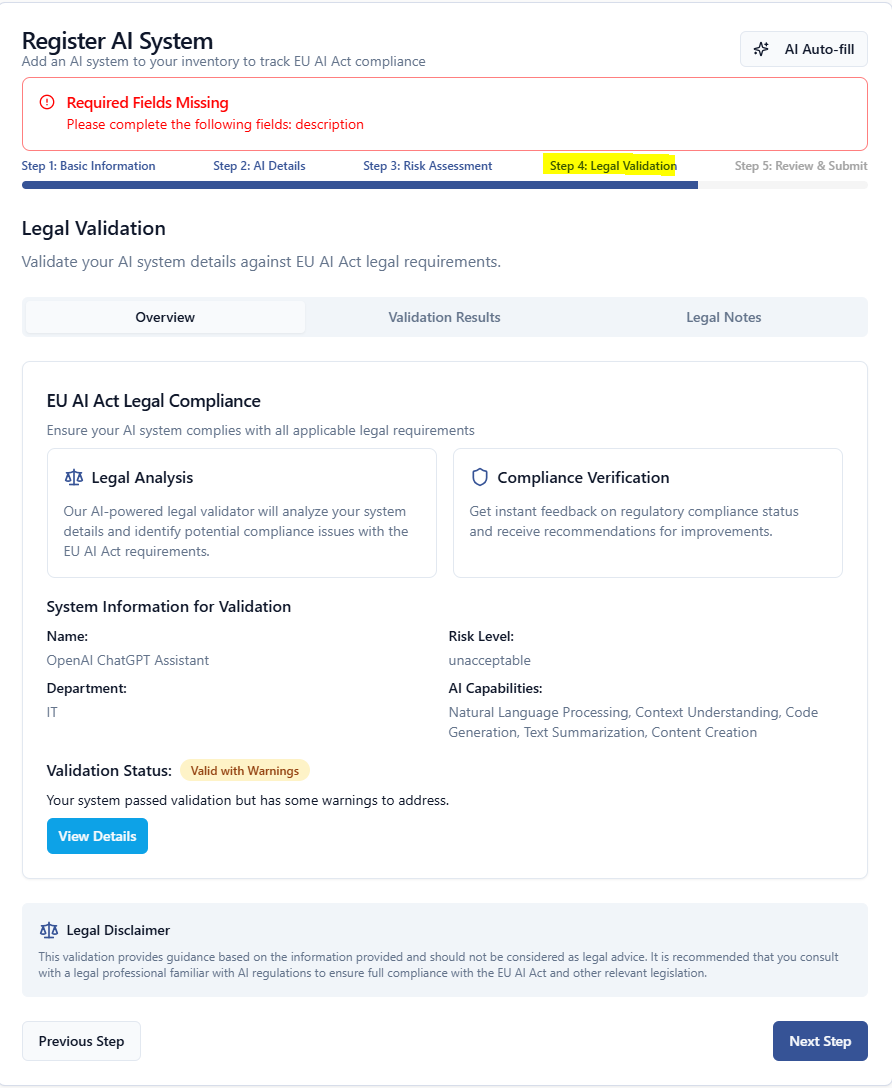 Register AI System
Add an AI system to your inventory to track EU AI Act compliance
AI Auto-fill
Required Fields Missing
Please complete the following fields: description
Step 1: Basic Information
Step 2: AI Details
Step 3: Risk Assessment
Step 4: Legal Validation
Step 5: Review & Submit
Legal Validation
Validate your AI system details against EU AI Act legal requirements.
Overview
Validation Results
Legal Notes
EU AI Act Legal Compliance
Ensure your AI system complies with all applicable legal requirements
Legal Analysis
Our AI-powered legal validator will analyze your system
details and identify potential compliance issues with the
EU AI Act requirements.
Compliance Verification
Get instant feedback on regulatory compliance status
and receive recommendations for improvements.
System Information for Validation
Name:
OpenAI ChatGPT Assistant
Risk Level:
unacceptable
Department:
IT
AI Capabilities:
Natural Language Processing, Context Understanding, Code
Generation, Text Summarization, Content Creation
Validation Status: Valid with Warnings
Your system passed validation but has some warnings to address.
View Details
Legal Disclaimer
This validation provides guidance based on the information provided and should not be considered as legal advice. It is recommended that you consult
with a legal professional familiar with AI regulations to ensure full compliance with the EU AI Act and other relevant legislation.
Previous Step
Next Step